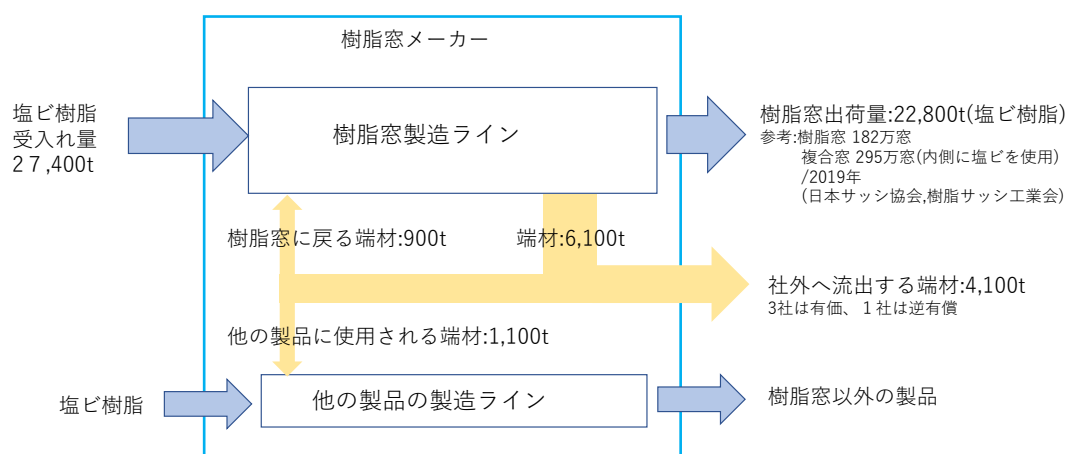 樹脂窓メーカー
塩ビ樹脂
受入れ量
２７,４００t
樹脂窓製造ライン
樹脂窓出荷量:22,800t(塩ビ樹脂)
参考:樹脂窓 182万窓
複合窓 295万窓(内側に塩ビを使用)
/2019年
(日本サッシ協会,樹脂サッシ工業会)
樹脂窓に戻る端材:900t
端材:6,100t
社外へ流出する端材:4,100t
3社は有価、１社は逆有償
他の製品に使用される端材:1,100t
塩ビ樹脂
他の製品の製造ライン
樹脂窓以外の製品